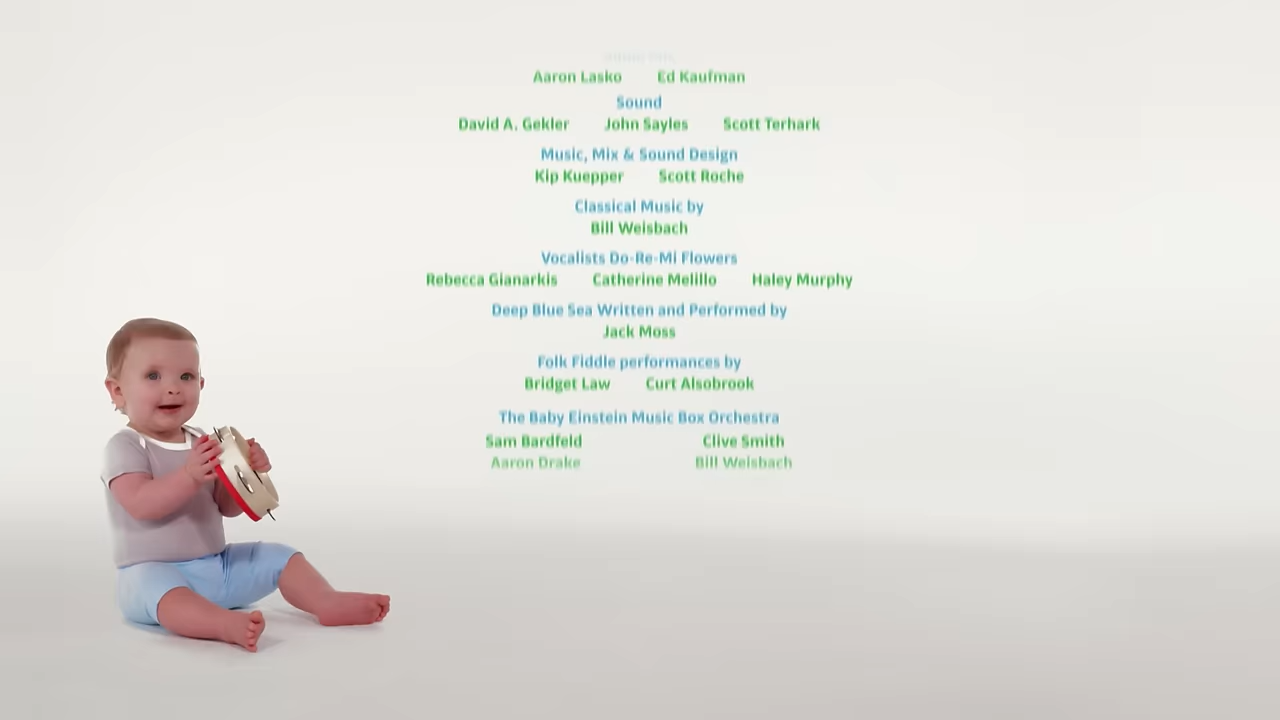 Aaron Lasko Ed Kaufman
Sound
David A. Gekler John Sayles Scott Terhark
Music, Mix & Sound Design
Kip Kuepper Scott Roche
Classical Music by
Bill Weisbach
Vocalists Do-Re-Mi Flowers
Rebecca Gianarkis Catherine Melillo Haley Murphy
Deep Blue Sea Written and Performed by
Jack Moss
Folk Fiddle performances by
Bridget Law Curt Alsobrook
The Baby Einstein Music Box Orchestra
Sam Bardfeld Clive Smith
Aaron Drake Bill Weisbach